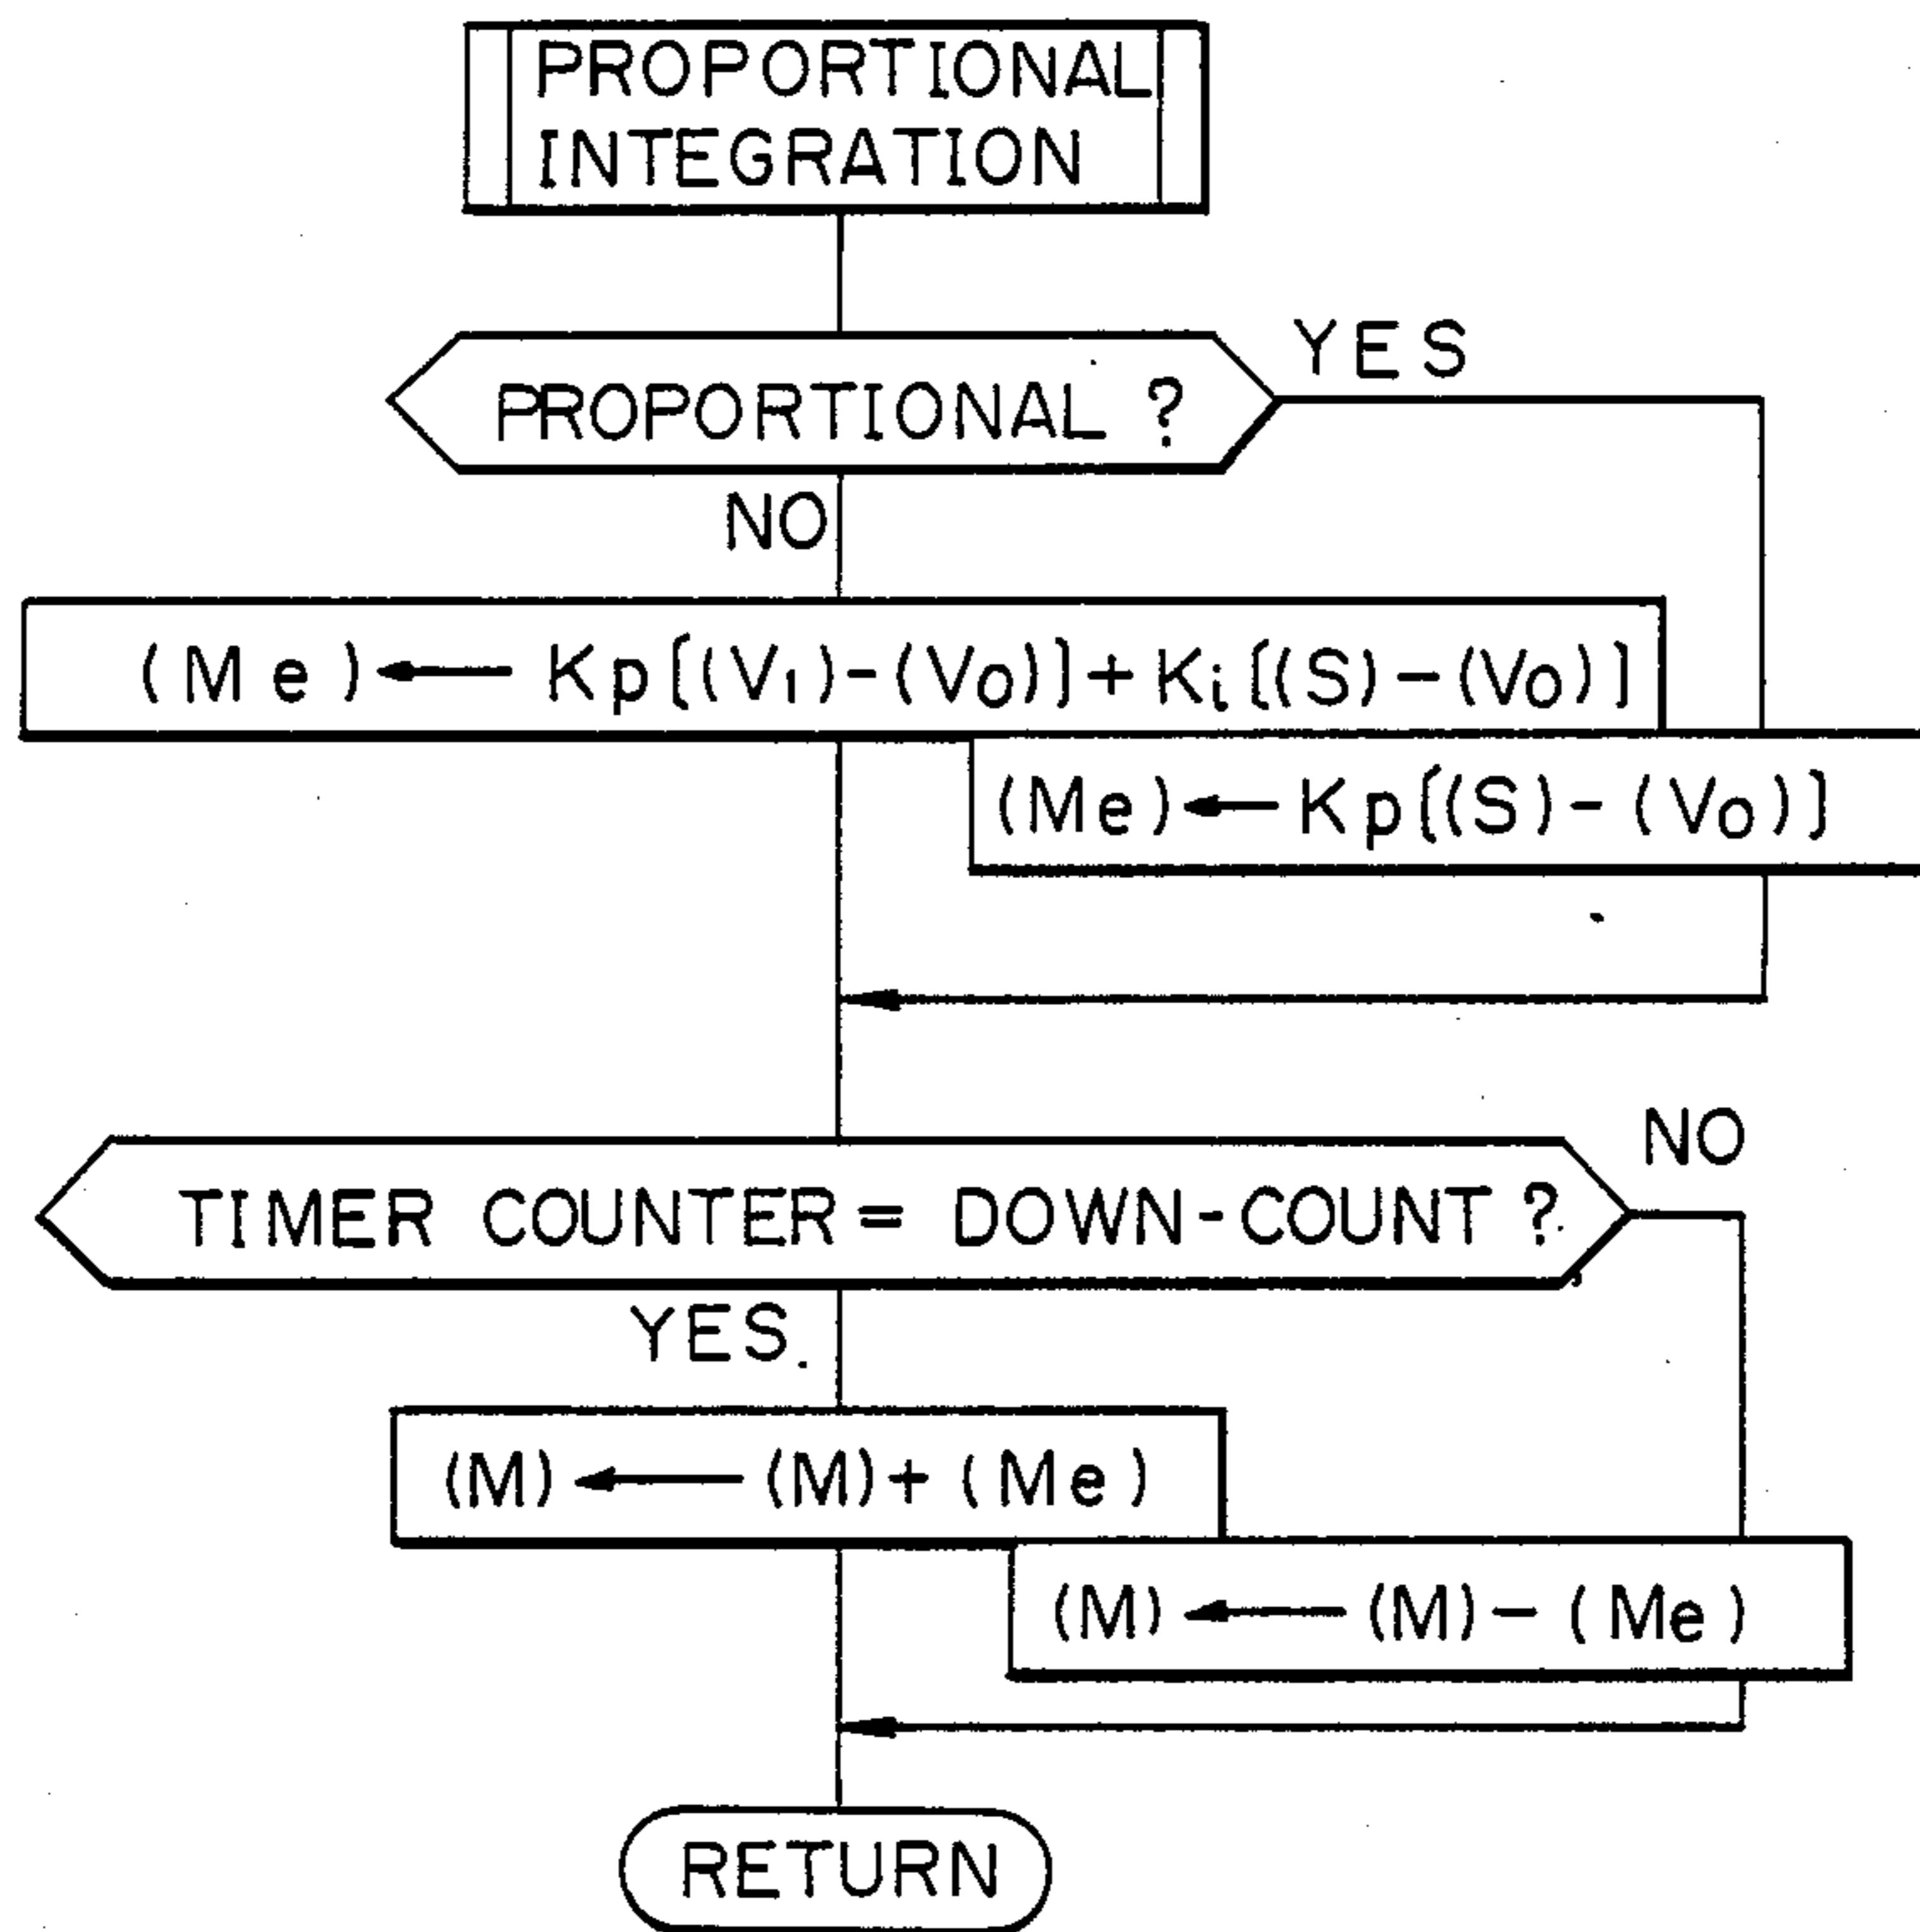 PROPORTIONAL
INTEGRATION
PROPORTIONAL ?
YES
NO
(Me) ← Kp[(V1)-(Vo)]+Ki[(S)-(Vo)]
(Me) ← Kp[(S)-(Vo)]
TIMER COUNTER = DOWN-COUNT ?
NO
YES.
(M) ← (M)+(Me)
(M) ← (M)-(Me)
RETURN